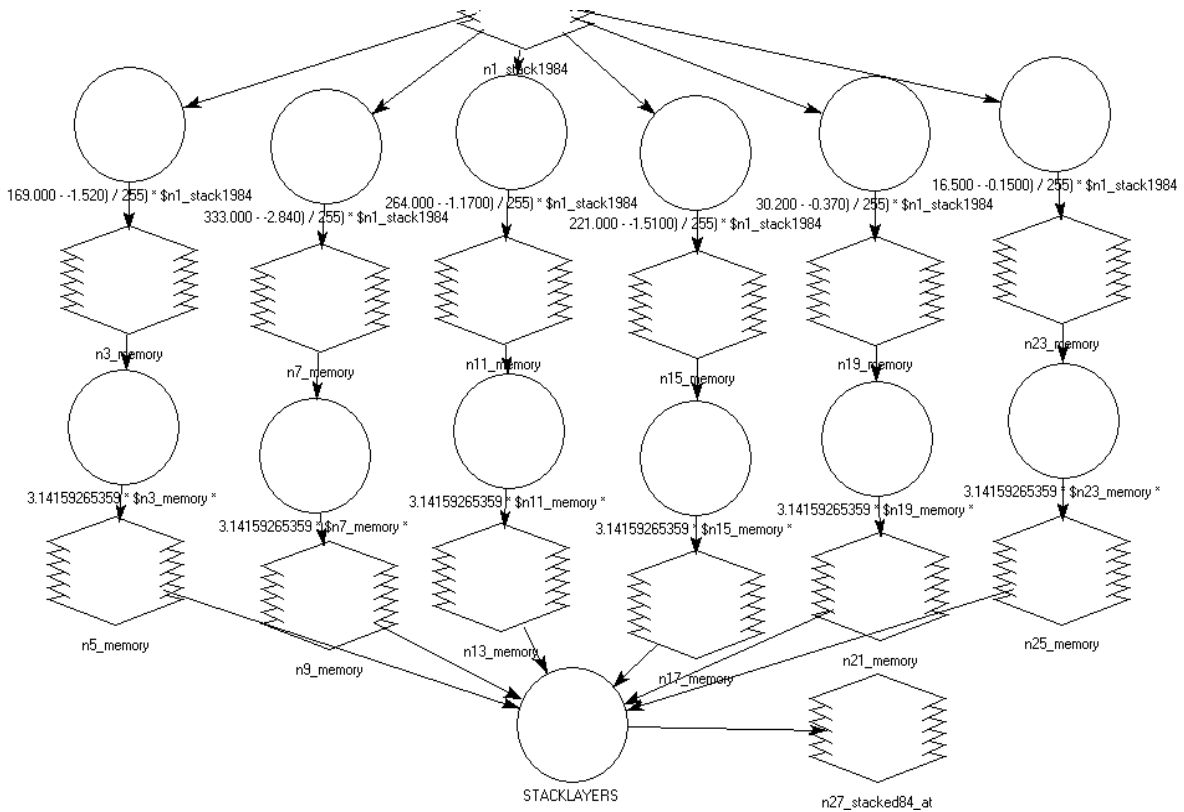 n1_stack1984
169.000 - -1.520) / 255) * $n1_stack1984
333.000 - -2.840) / 255) * $n1_stack1984
264.000 - -1.1700) / 255) * $n1_stack1984
221.000 - -1.5100) / 255) * $n1_stack1984
30.200 - -0.370) / 255) * $n1_stack1984
16.500 - -0.1500) / 255) * $n1_stack1984
n3_memory
n7_memory
n11_memory
n15_memory
n19_memory
n23_memory
3.14159265359 * $n3_memory *
3.14159265359 * $n7_memory *
3.14159265359 * $n11_memory *
3.14159265359 * $n15_memory *
3.14159265359 * $n19_memory *
3.14159265359 * $n23_memory *
n5_memory
n9_memory
n13_memory
n17_memory
n21_memory
n25_memory
STACKLAYERS
n27_stacked84_at